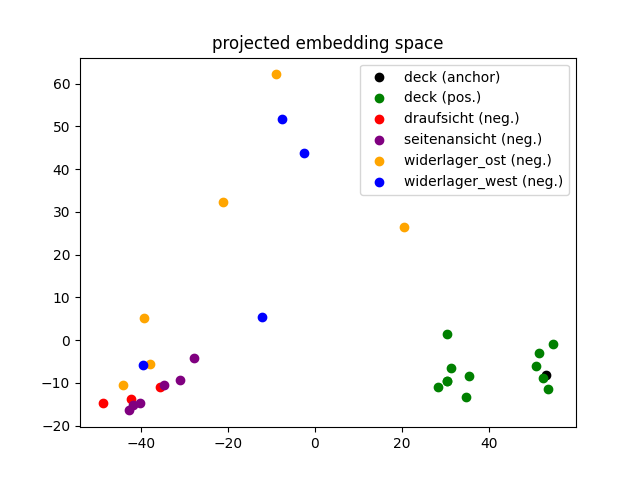 projected embedding space
deck (anchor)
deck (pos.)
draufsicht (neg.)
seitenansicht (neg.)
widerlager_ost (neg.)
widerlager_west (neg.)
60
50
40
30
20
10
0
−10
−20
−40 −20 0 20 40